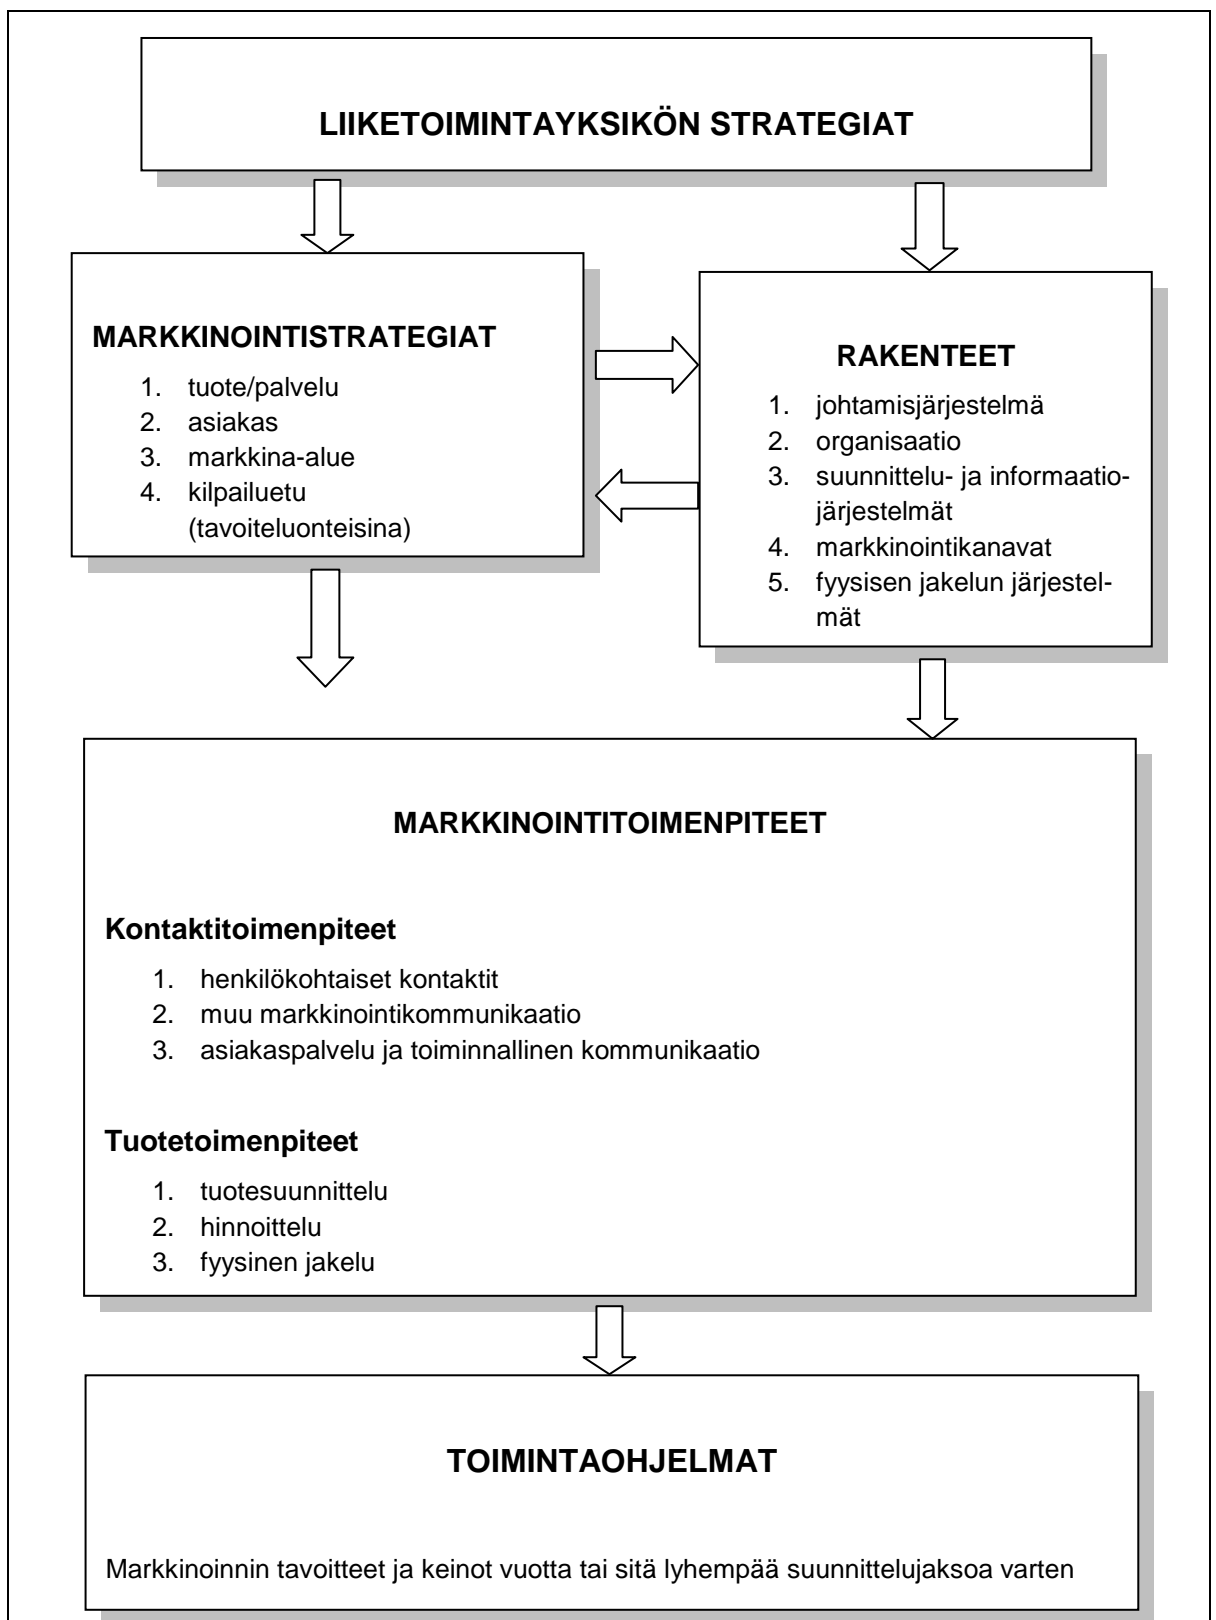 LIIKETOIMINTAYKSIKÖN STRATEGIAT
MARKKINOINTISTRATEGIAT
1. tuote/palvelu
2. asiakas
3. markkina-alue
4. kilpailuetu
(tavoiteluonteisina)
RAKENTEET
1. johtamisjärjestelmä
2. organisaatio
3. suunnittelu- ja informaatio-
järjestelmät
4. markkinointikanavat
5. fyysisen jakelun järjestel-
mät
MARKKINOINTITOIMENPITEET
Kontaktitoimenpiteet
1. henkilökohtaiset kontaktit
2. muu markkinointikommunikaatio
3. asiakaspalvelu ja toiminnallinen kommunikaatio
Tuotetoimenpiteet
1. tuotesuunnittelu
2. hinnoittelu
3. fyysinen jakelu
TOIMINTAOHJELMAT
Markkinoinnin tavoitteet ja keinot vuotta tai sitä lyhempää suunnittelujaksoa varten